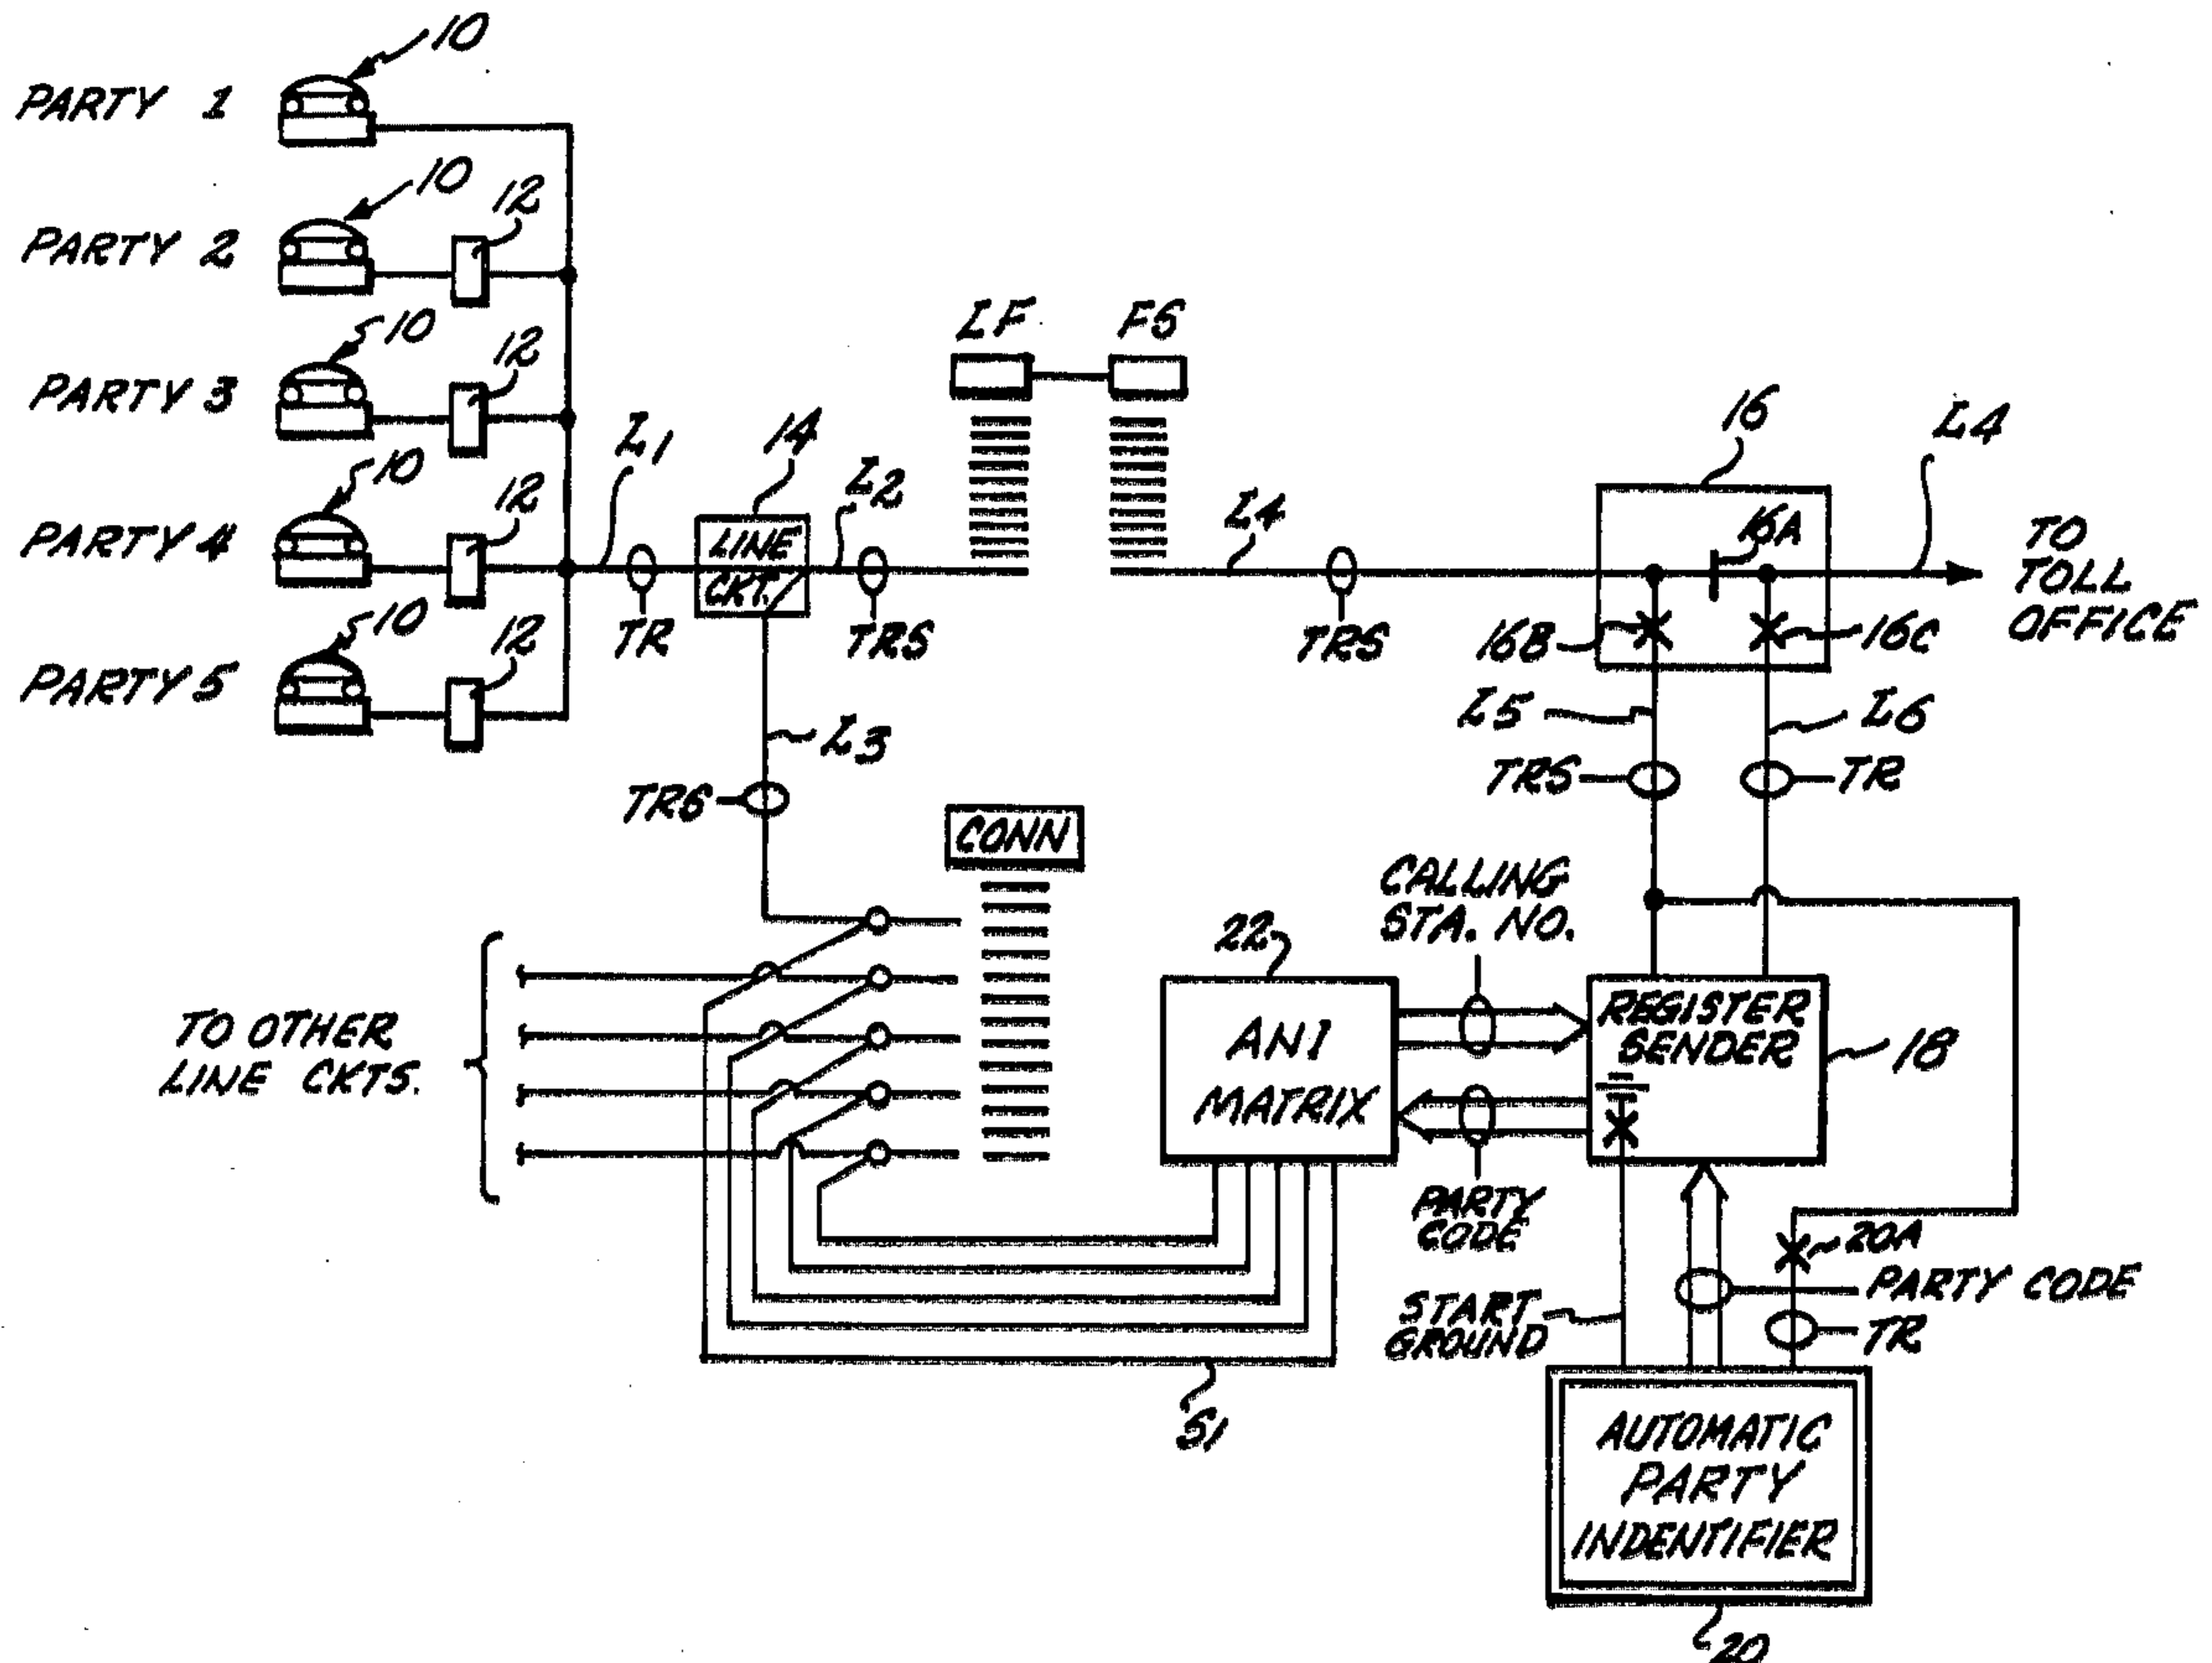 10
PARTY 1
10
12
PARTY 2
10
12
PARTY 3
10
12
PARTY 4
10
12
PARTY 5
L1
TR
14
LINE
CKT.
L2
TRS
L3
TRS
LF
FS
L4
TRS
16
16A
16B
16C
L4
TO
TOLL
OFFICE
L5
L6
TRS
TR
CONN
TO OTHER
LINE CKTS.
S1
22
ANI
MATRIX
CALLING
STA. NO.
PARTY
CODE
REGISTER
SENDER
18
START
GROUND
20A
PARTY CODE
TR
AUTOMATIC
PARTY
INDENTIFIER
20